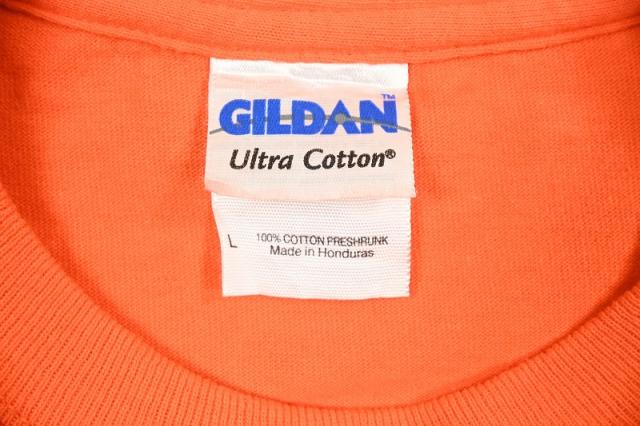 GILDAN™
Ultra Cotton®
L 100% COTTON PRESHRUNK
Made in Honduras